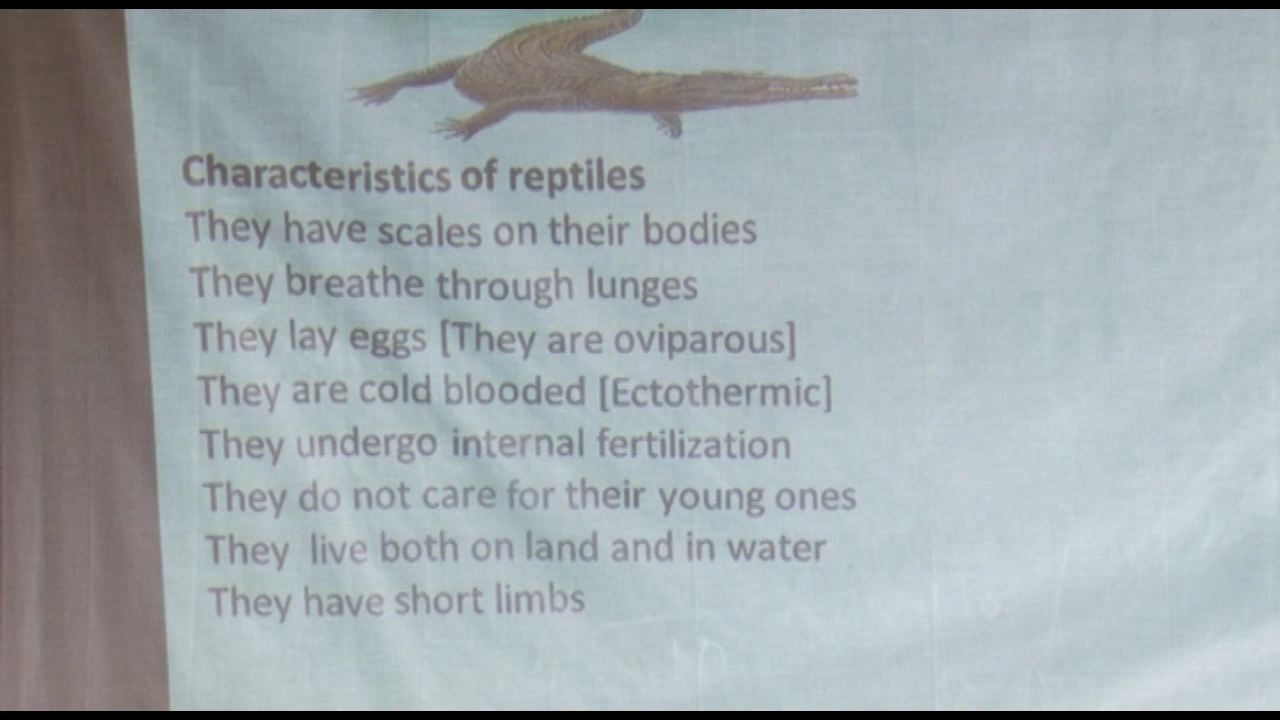 Characteristics of reptiles
They have scales on their bodies
They breathe through lunges
They lay eggs [They are oviparous]
They are cold blooded [Ectothermic]
They undergo internal fertilization
They do not care for their young ones
They live both on land and in water
They have short limbs